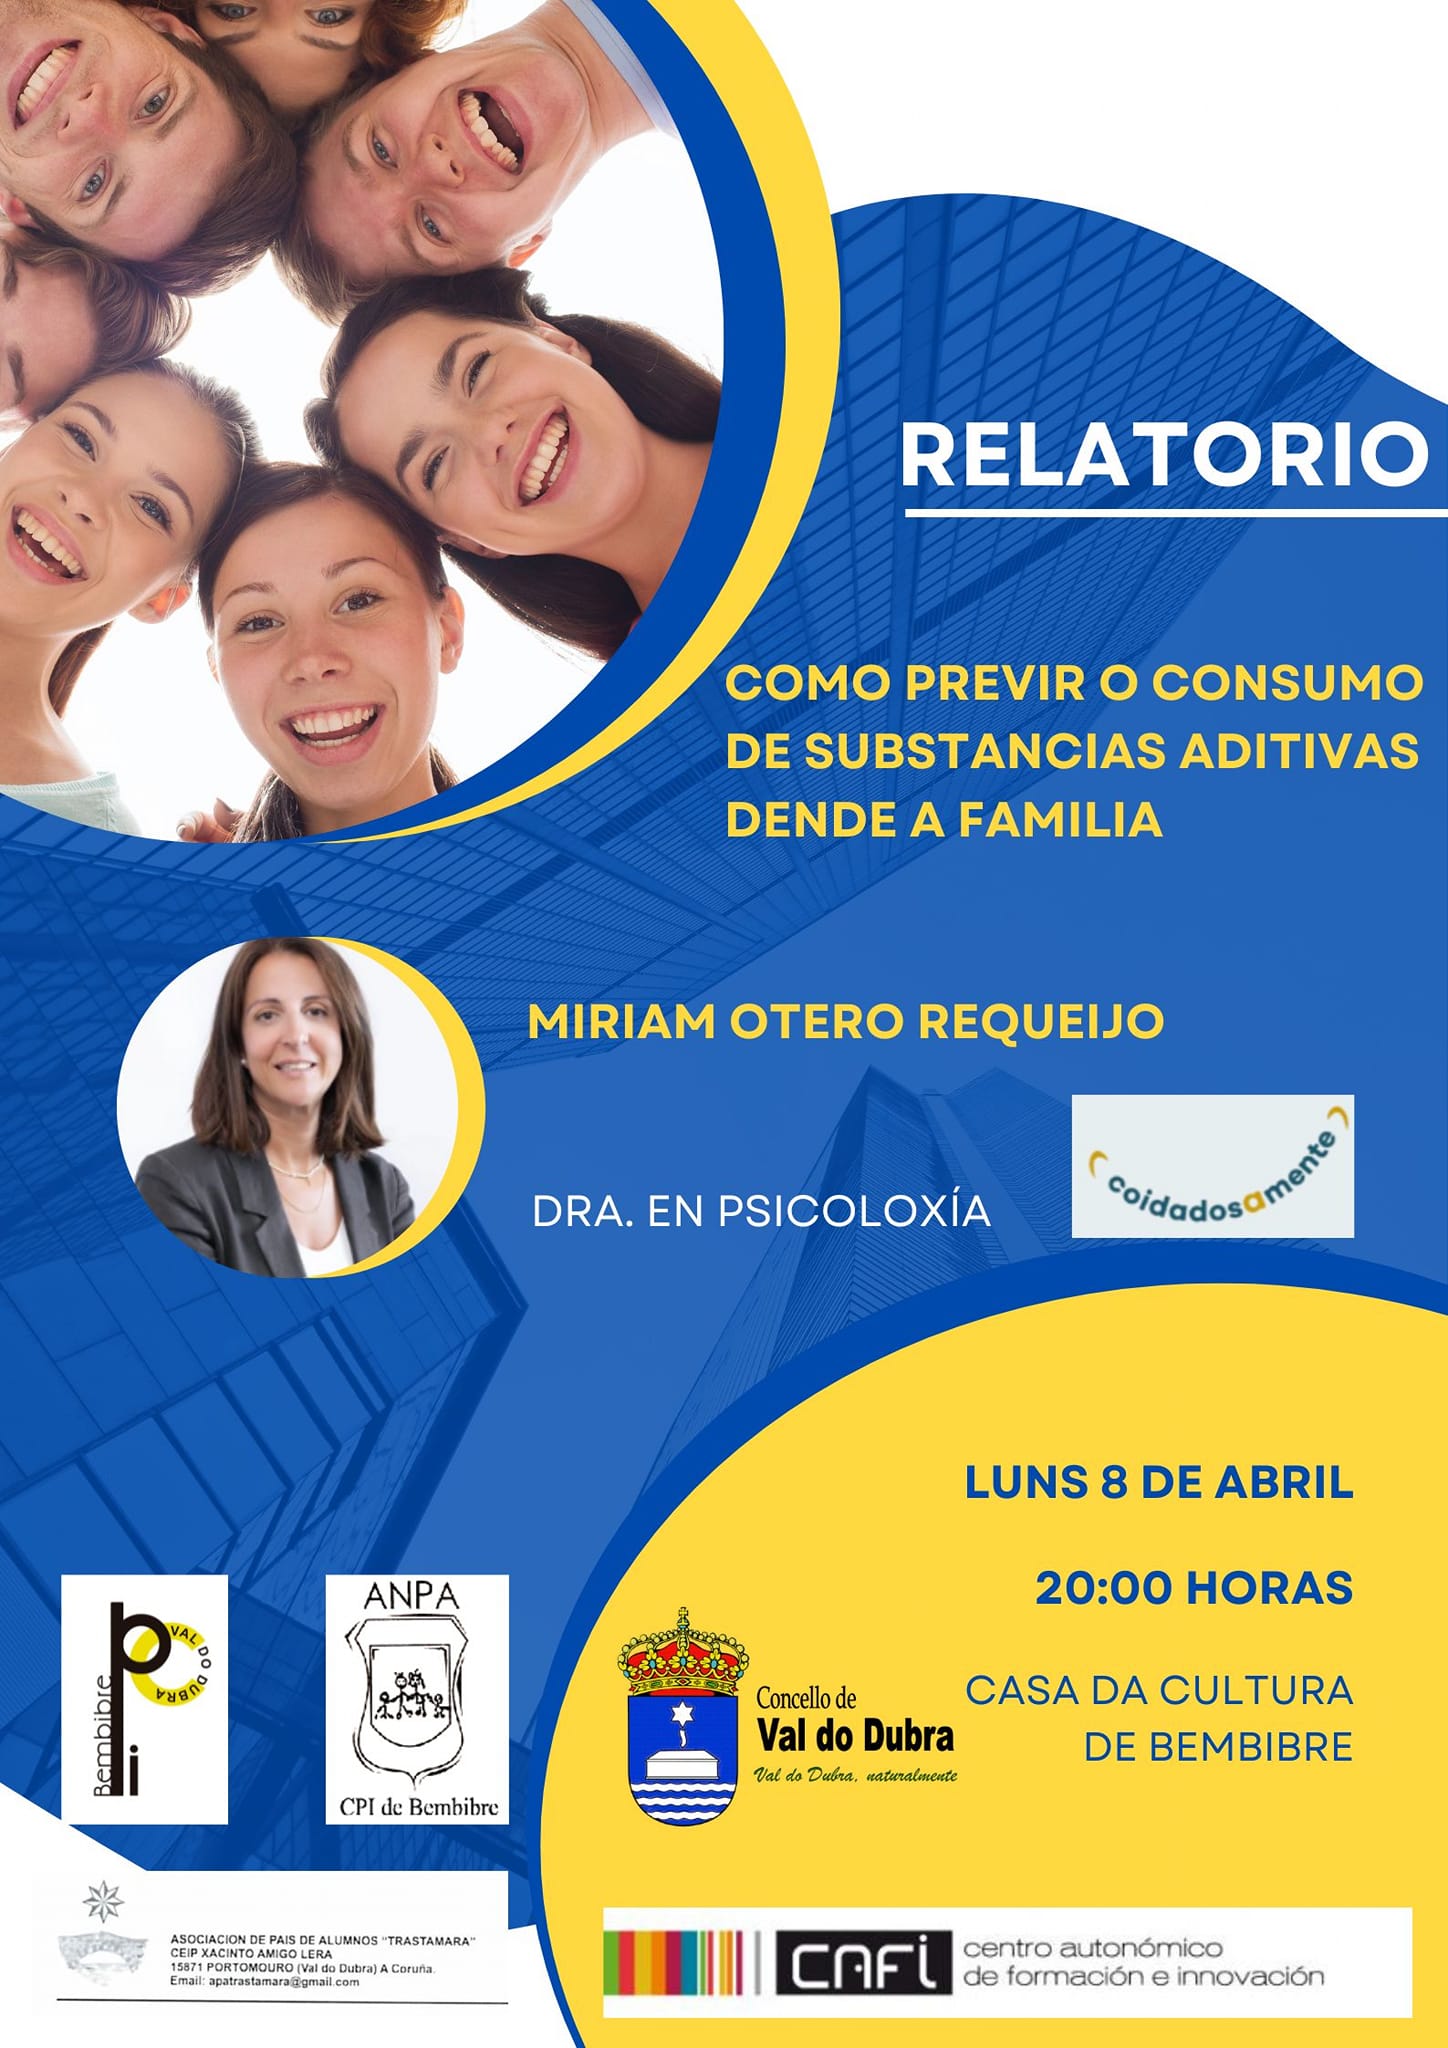 RELATORIO
COMO PREVIR O CONSUMO
DE SUBSTANCIAS ADITIVAS
DENDE A FAMILIA
MIRIAM OTERO REQUEIJO
DRA. EN PSICOLOXÍA
coidadosamente
LUNS 8 DE ABRIL
20:00 HORAS
CASA DA CULTURA
DE BEMBIBRE
Concello de
Val do Dubra
Val do Dubra, naturalmente
Bembibre
pi
VAL DO DUBRA
ANPA
CPI de Bembibre
ASOCIACION DE PAIS DE ALUMNOS "TRASTAMARA"
CEIP XACINTO AMIGO LERA
15871 PORTOMOURO (Val do Dubra) A Coruña.
Email: apatrastamara@gmail.com
CAFi
centro autonómico
de formación e innovación